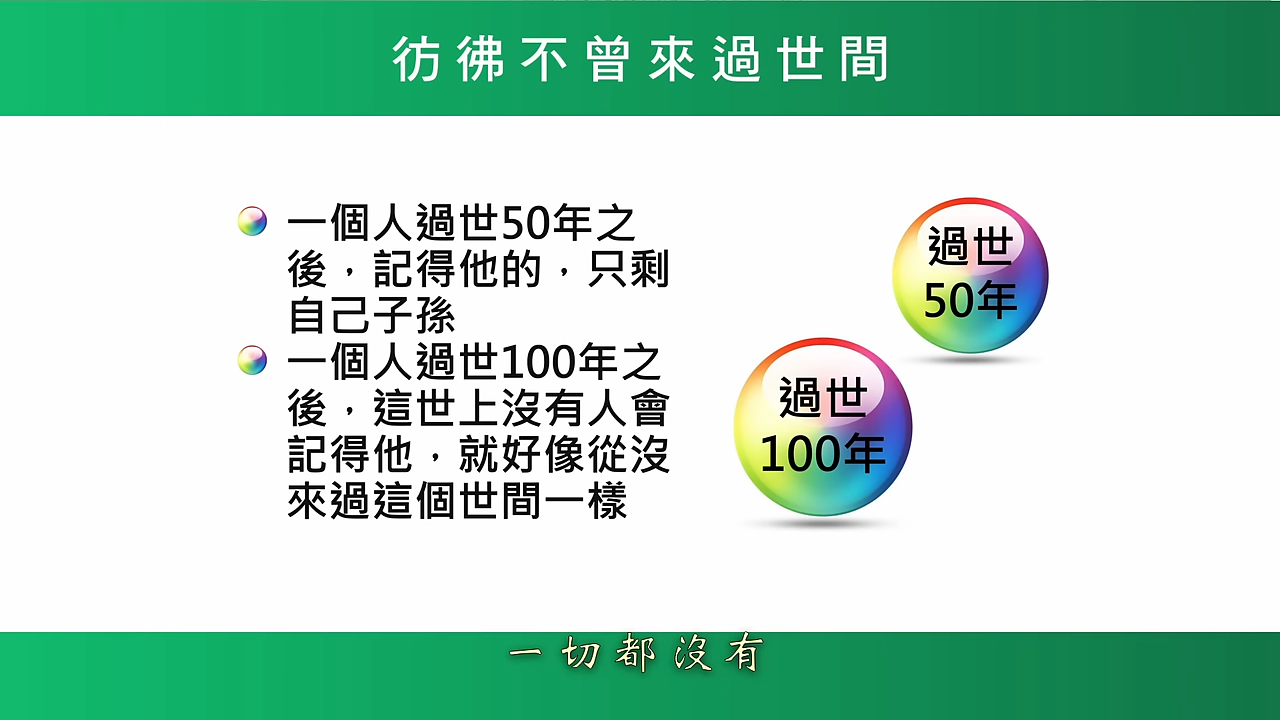 彷彿不曾來過世間
一個人過世50年之
後，記得他的，只剩
自己子孫
一個人過世100年之
後，這世上沒有人會
記得他，就好像從沒
來過這個世間一樣
過世
50年
過世
100年
一切都沒有